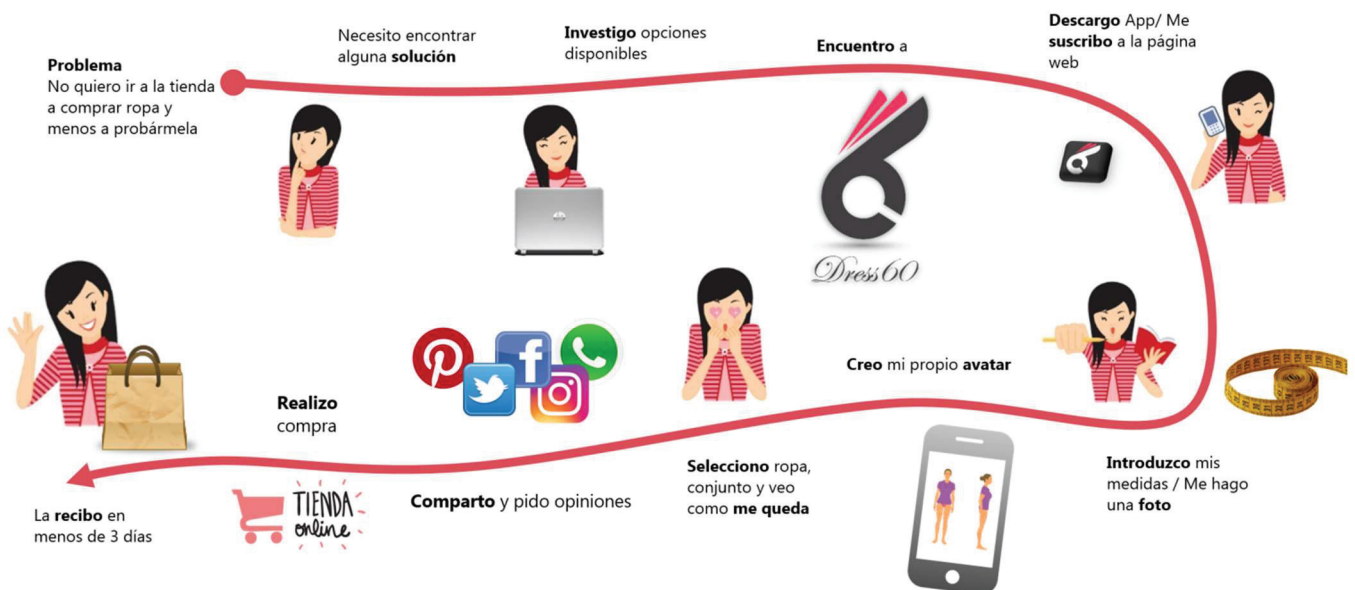 Problema
No quiero ir a la tienda
a comprar ropa y
menos a probármela
Necesito encontrar
alguna solución
Investigo opciones
disponibles
Encuentro a
Dress60
Descargo App/ Me
suscribo a la página
web
Introduzco mis
medidas / Me hago
una foto
Creo mi propio avatar
Selecciono ropa,
conjunto y veo
como me queda
Comparto y pido opiniones
Realizo
compra
TIENDA
online
La recibo en
menos de 3 días